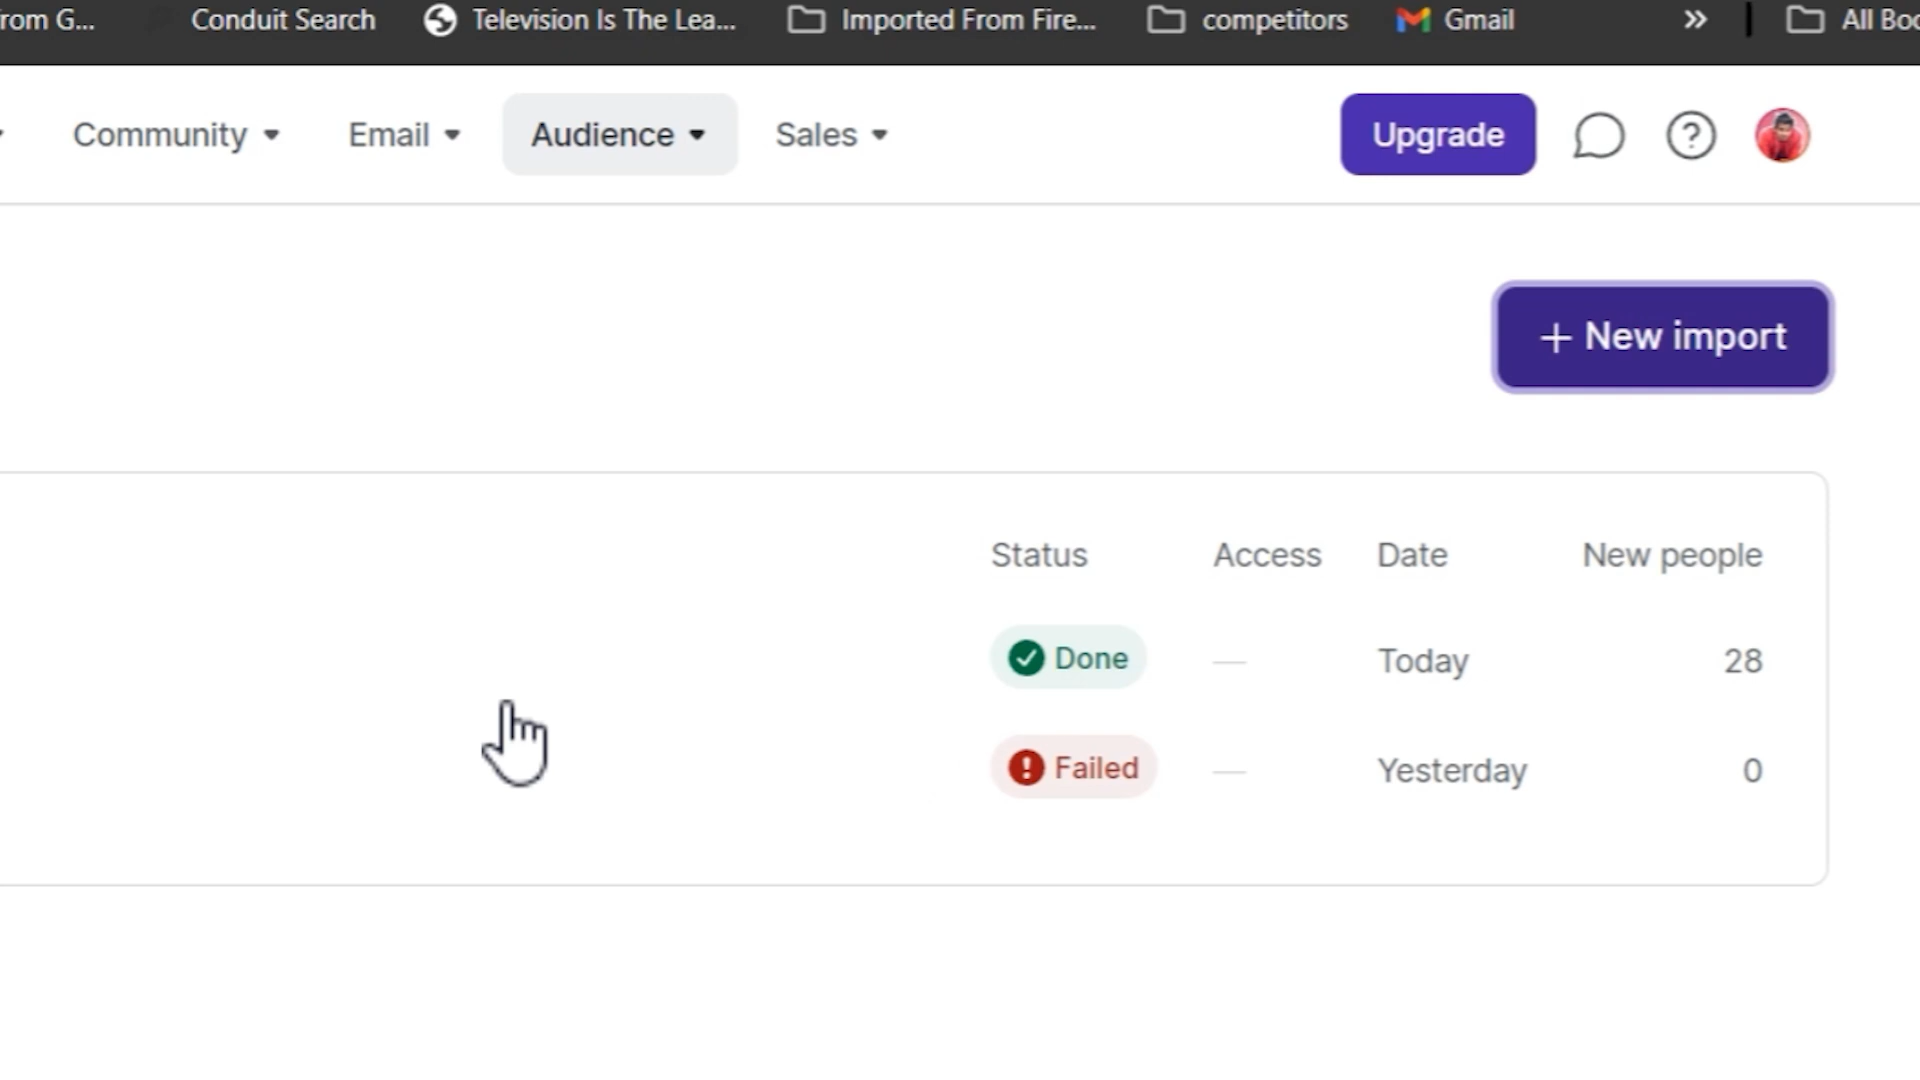 rom G... Conduit Search Television Is The Lea... Imported From Fire... competitors Gmail » All Boo
Community Email Audience Sales Upgrade
+ New import
Status Access Date New people
Done — Today 28
Failed — Yesterday 0